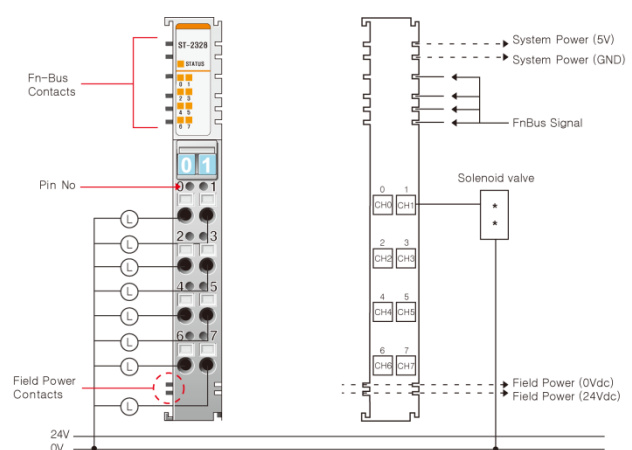 ST-2328
STATUS
0 1
2 3
4 5
6 7
Fn-Bus
Contacts
01
Pin No
0 1
2 3
4 5
6 7
L
L
L
L
L
L
L
L
Field Power
Contacts
24V
0V
System Power (5V)
System Power (GND)
FnBus Signal
Solenoid valve
* 
*
0 1
CH0 CH1
2 3
CH2 CH3
4 5
CH4 CH5
6 7
CH6 CH7
Field Power (0Vdc)
Field Power (24Vdc)